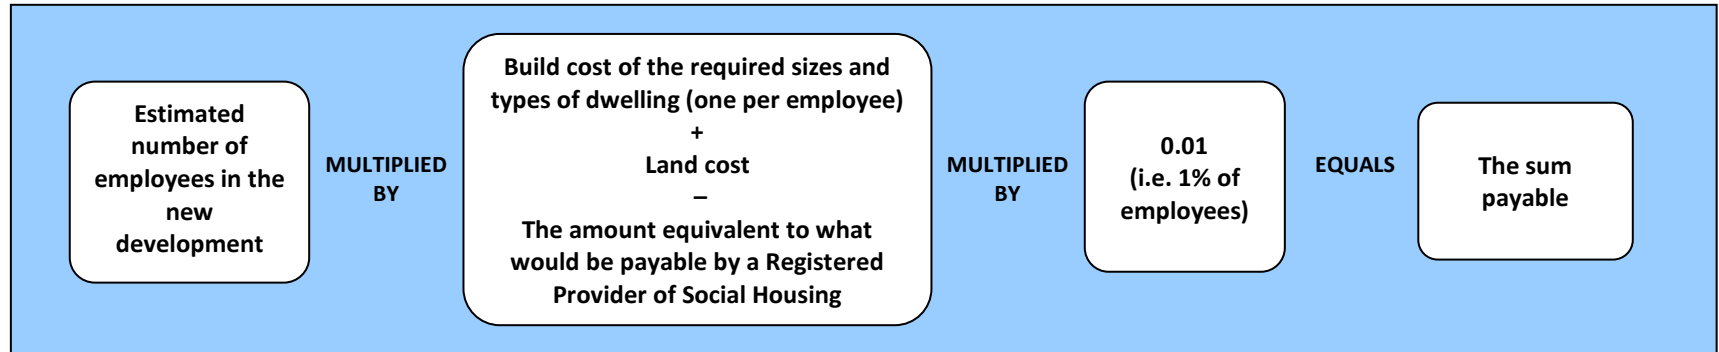 Estimated
number of
employees in the
new
development
MULTIPLIED
BY
Build cost of the required sizes and
types of dwelling (one per employee)
+
Land cost
–
The amount equivalent to what
would be payable by a Registered
Provider of Social Housing
MULTIPLIED
BY
0.01
(i.e. 1% of
employees)
EQUALS
The sum
payable